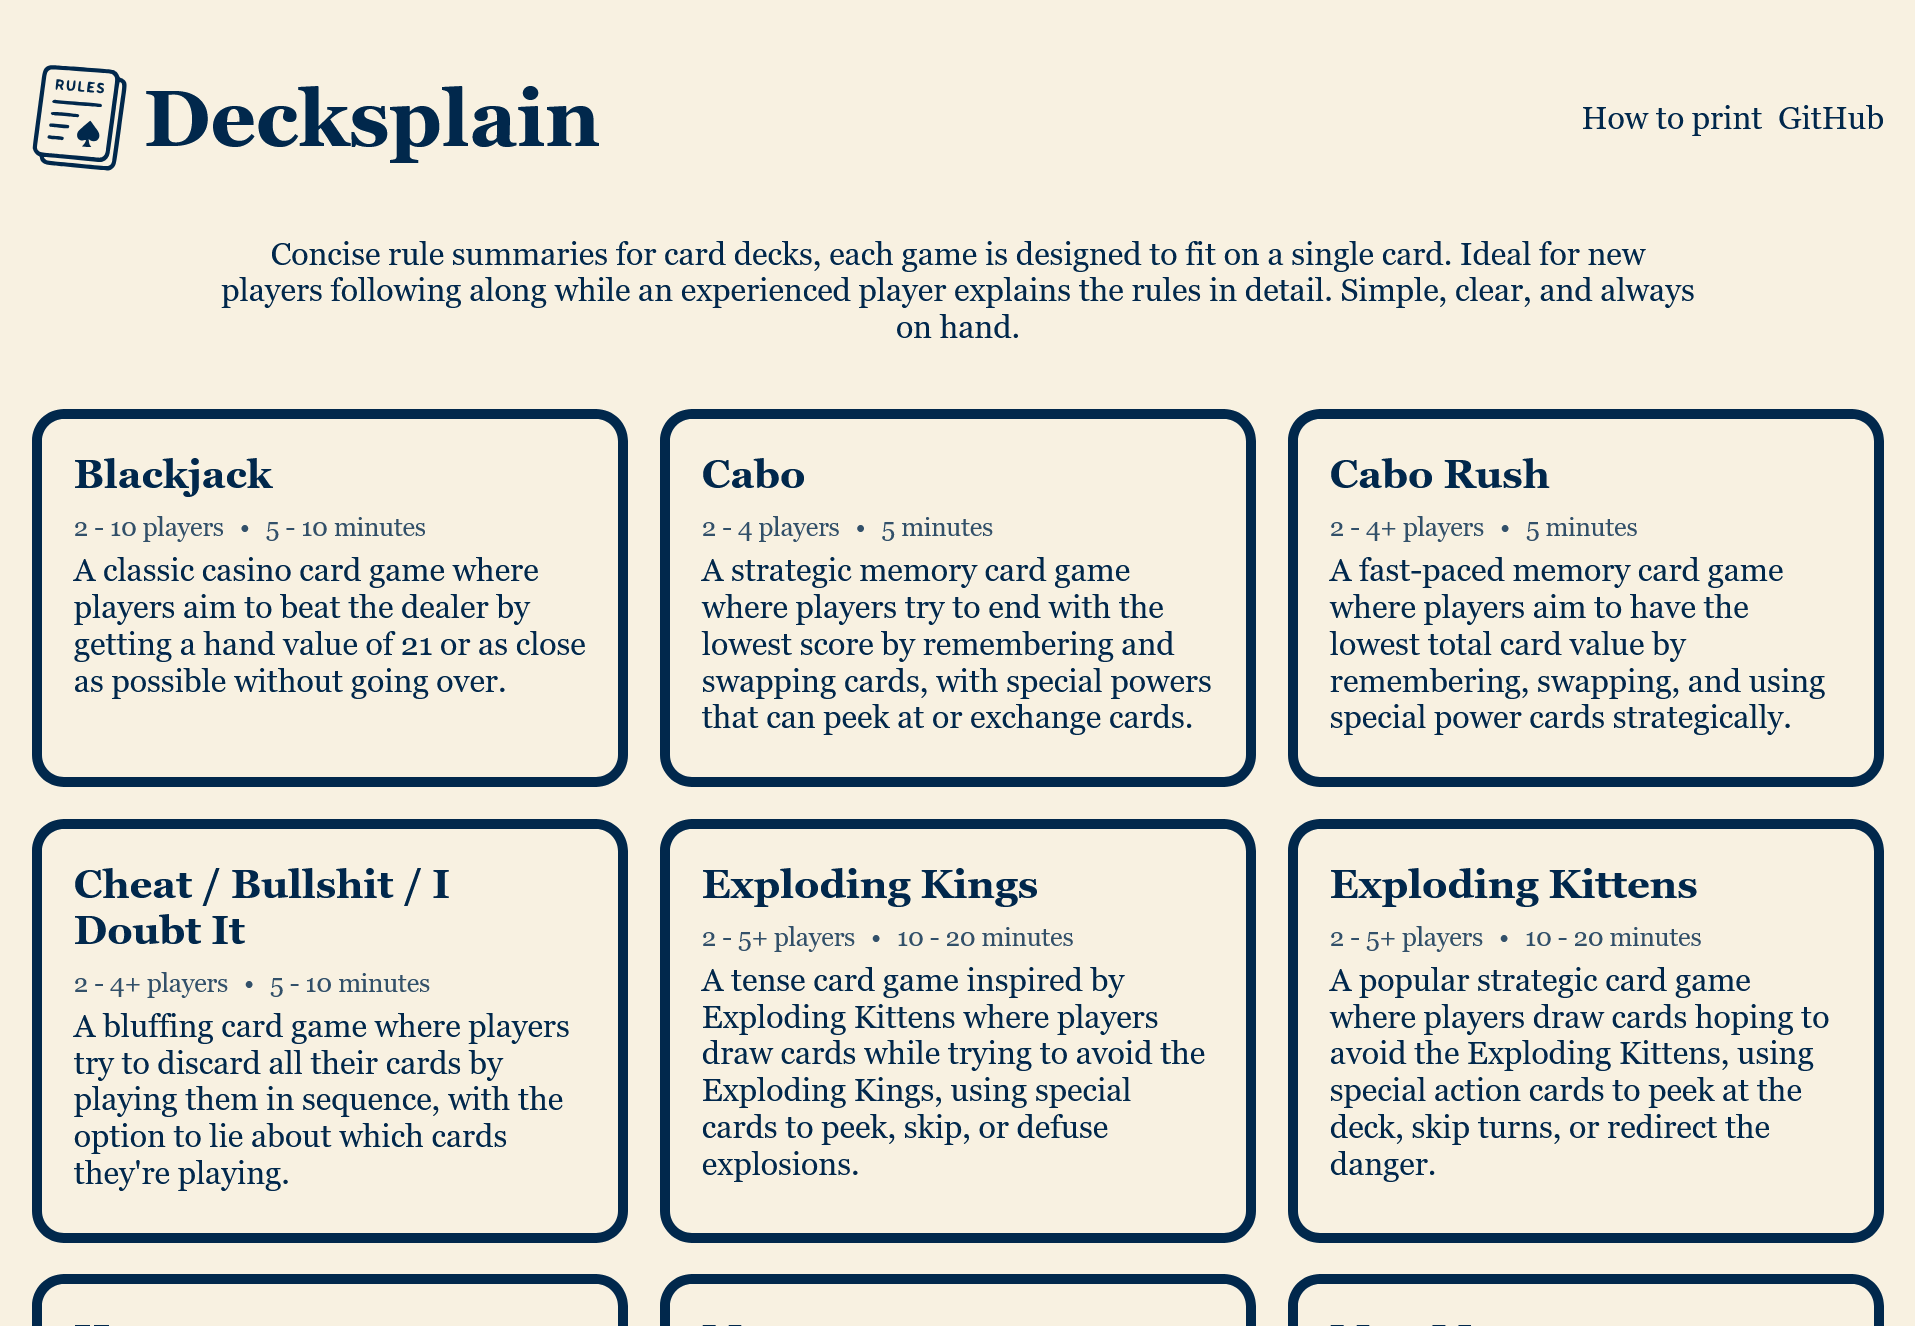 RULES
Decksplain
How to print GitHub
Concise rule summaries for card decks, each game is designed to fit on a single card. Ideal for new
players following along while an experienced player explains the rules in detail. Simple, clear, and always
on hand.
Blackjack
2 - 10 players • 5 - 10 minutes
A classic casino card game where
players aim to beat the dealer by
getting a hand value of 21 or as close
as possible without going over.
Cabo
2 - 4 players • 5 minutes
A strategic memory card game
where players try to end with the
lowest score by remembering and
swapping cards, with special powers
that can peek at or exchange cards.
Cabo Rush
2 - 4+ players • 5 minutes
A fast-paced memory card game
where players aim to have the
lowest total card value by
remembering, swapping, and using
special power cards strategically.
Cheat / Bullshit / I
Doubt It
2 - 4+ players • 5 - 10 minutes
A bluffing card game where players
try to discard all their cards by
playing them in sequence, with the
option to lie about which cards
they're playing.
Exploding Kings
2 - 5+ players • 10 - 20 minutes
A tense card game inspired by
Exploding Kittens where players
draw cards while trying to avoid the
Exploding Kings, using special
cards to peek, skip, or defuse
explosions.
Exploding Kittens
2 - 5+ players • 10 - 20 minutes
A popular strategic card game
where players draw cards hoping to
avoid the Exploding Kittens, using
special action cards to peek at the
deck, skip turns, or redirect the
danger.